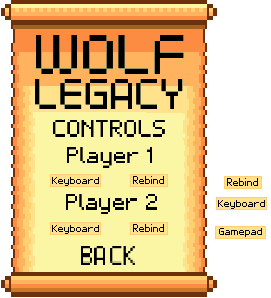 WOLF
LEGACY
CONTROLS
Player 1
Keyboard Rebind
Player 2
Keyboard Rebind
BACK
Rebind
Keyboard
Gamepad